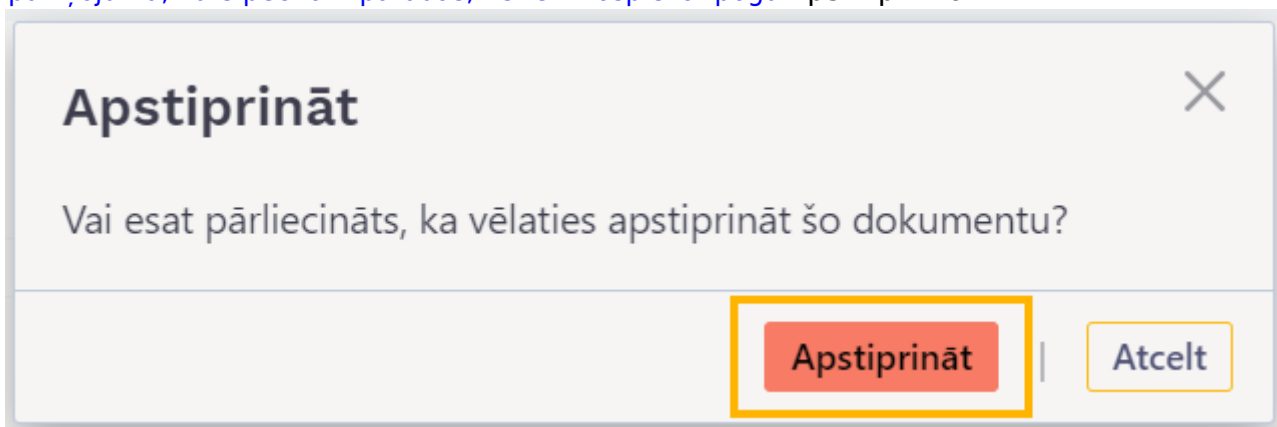 Apstiprināt
Vai esat pārliecināts, ka vēlaties apstiprināt šo dokumentu?
Apstiprināt | Atcelt